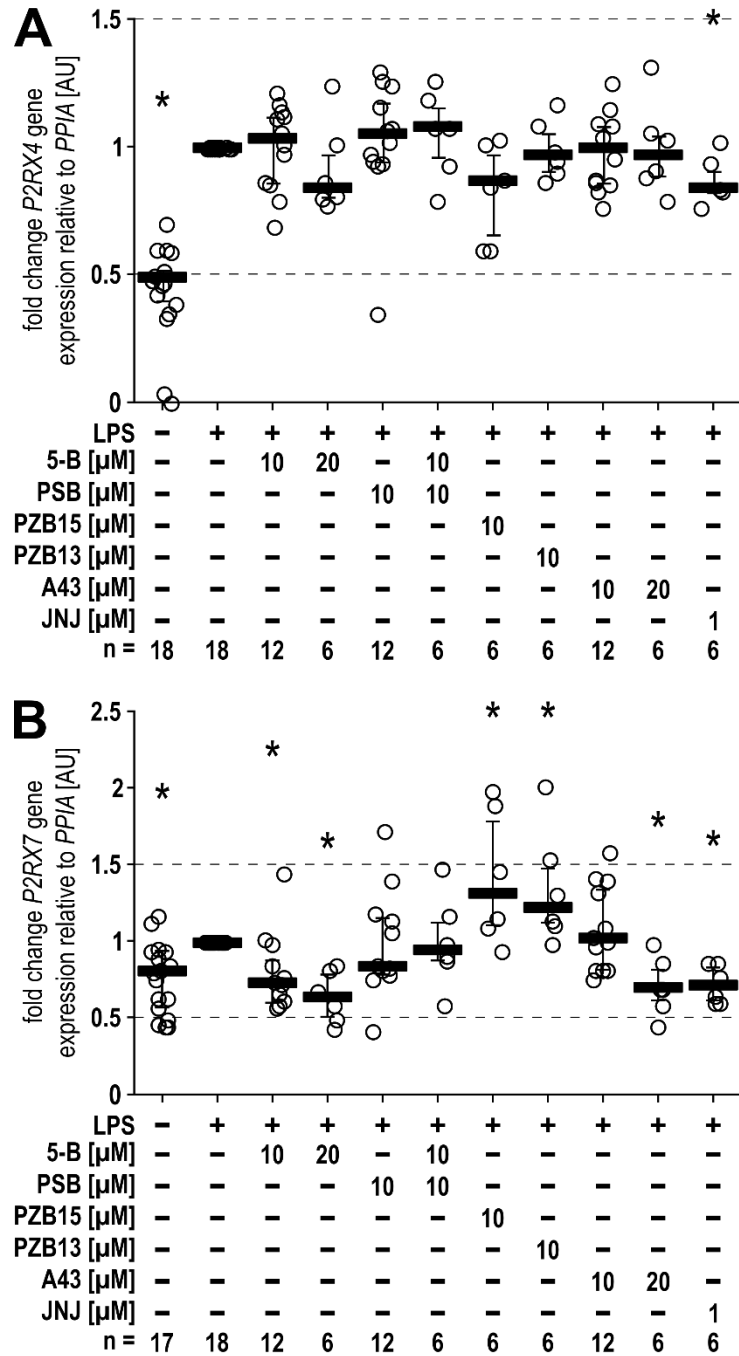 A
fold change P2RX4 gene
expression relative to PPIA [AU]
1.5
1
0.5
0
*
*
LPS − + + + + + + + + + +
5-B [µM] − − 10 20 − 10 − − − − −
PSB [µM] − − − − 10 10 − − − − −
PZB15 [µM] − − − − − − 10 − − − −
PZB13 [µM] − − − − − − − 10 − − −
A43 [µM] − − − − − − − − 10 20 −
JNJ [µM] − − − − − − − − − − 1
n = 18 18 12 6 12 6 6 6 12 6 6
B
fold change P2RX7 gene
expression relative to PPIA [AU]
2.5
2
1.5
1
0.5
0
* * * * * * *
LPS − + + + + + + + + + +
5-B [µM] − − 10 20 − 10 − − − − −
PSB [µM] − − − − 10 10 − − − − −
PZB15 [µM] − − − − − − 10 − − − −
PZB13 [µM] − − − − − − − 10 − − −
A43 [µM] − − − − − − − − 10 20 −
JNJ [µM] − − − − − − − − − − 1
n = 17 18 12 6 12 6 6 6 12 6 6